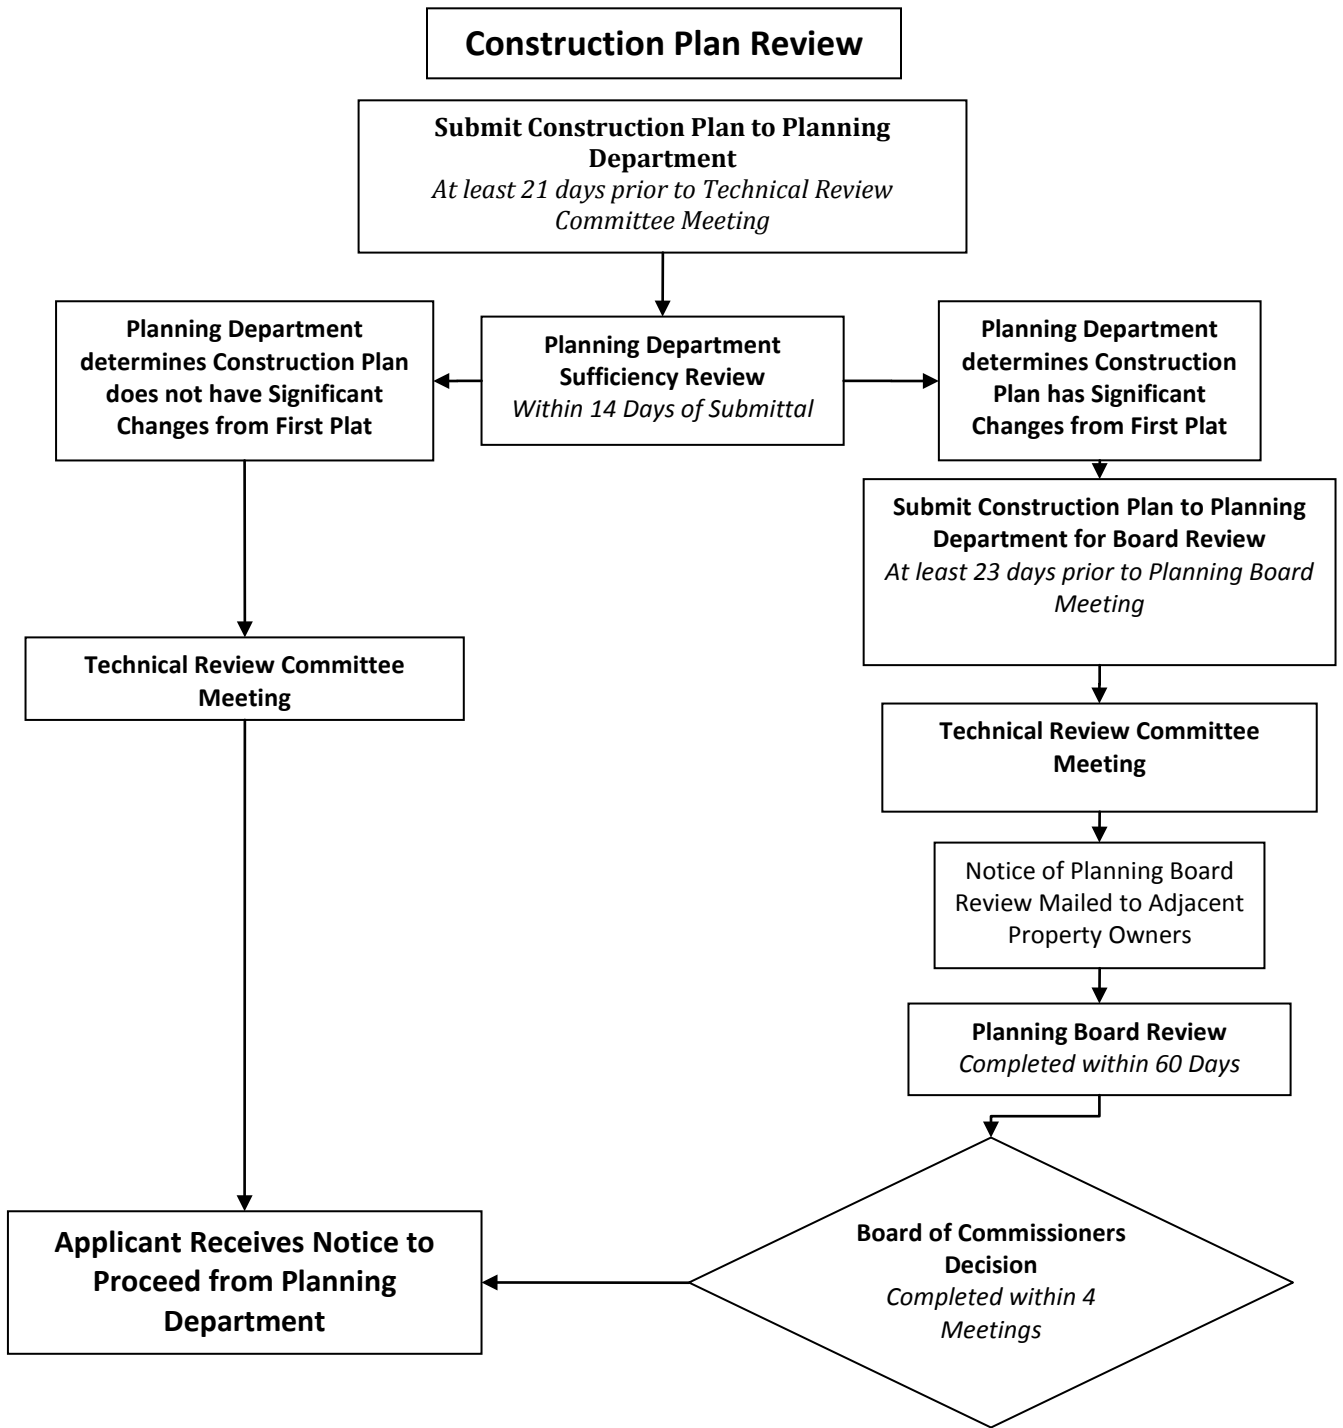 Construction Plan Review
Submit Construction Plan to Planning
Department
At least 21 days prior to Technical Review
Committee Meeting
Planning Department
determines Construction Plan
does not have Significant
Changes from First Plat
Planning Department
Sufficiency Review
Within 14 Days of Submittal
Planning Department
determines Construction
Plan has Significant
Changes from First Plat
Submit Construction Plan to Planning
Department for Board Review
At least 23 days prior to Planning Board
Meeting
Technical Review Committee
Meeting
Technical Review Committee
Meeting
Notice of Planning Board
Review Mailed to Adjacent
Property Owners
Planning Board Review
Completed within 60 Days
Board of Commissioners
Decision
Completed within 4
Meetings
Applicant Receives Notice to
Proceed from Planning
Department